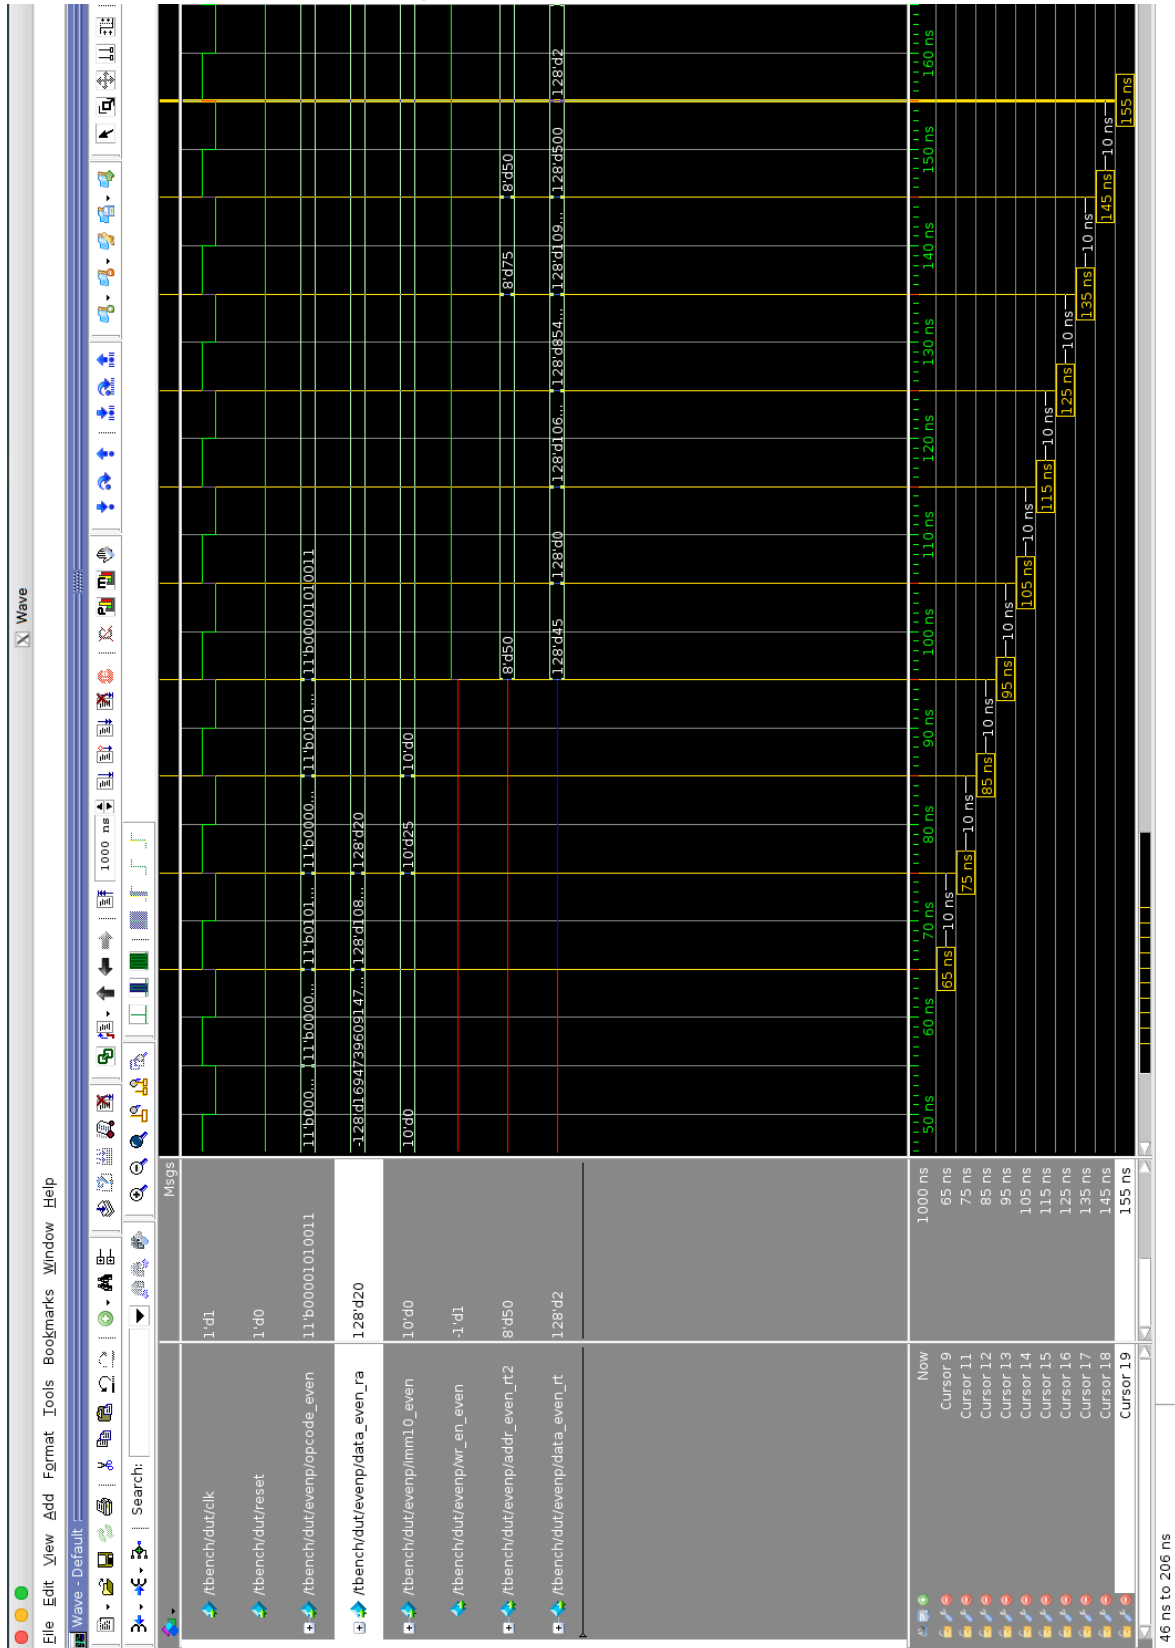 Wave
File Edit View Add Format Tools Bookmarks Window Help
Wave - Default
1000 ns
Search:
Msgs
/tbench/dut/clk 1'd1
/tbench/dut/reset 1'd0
/tbench/dut/evenp/opcode_even 11'b00001010011 11'b000... 11'b0000... 11'b0101... 11'b0000... 11'b0101... 11'b00001010011
/tbench/dut/evenp/data_even_ra 128'd20 -128'd1694739609147... 128'd108... 128'd20
/tbench/dut/evenp/imm10_even 10'd0 10'd0 10'd25 10'd0
/tbench/dut/evenp/wr_en_even -1'd1
/tbench/dut/evenp/addr_even_rt2 8'd50 8'd50 8'd75 8'd50
/tbench/dut/evenp/data_even_rt 128'd2 128'd45 128'd0 128'd106... 128'd854... 128'd109... 128'd500 128'd2
Now 1000 ns 50 ns 60 ns 70 ns 80 ns 90 ns 100 ns 110 ns 120 ns 130 ns 140 ns 150 ns 160 ns
Cursor 9 65 ns 65 ns 10 ns
Cursor 11 75 ns 75 ns 10 ns
Cursor 12 85 ns 85 ns 10 ns
Cursor 13 95 ns 95 ns 10 ns
Cursor 14 105 ns 105 ns 10 ns
Cursor 15 115 ns 115 ns 10 ns
Cursor 16 125 ns 125 ns 10 ns
Cursor 17 135 ns 135 ns 10 ns
Cursor 18 145 ns 145 ns 10 ns
Cursor 19 155 ns 155 ns
46 ns to 206 ns